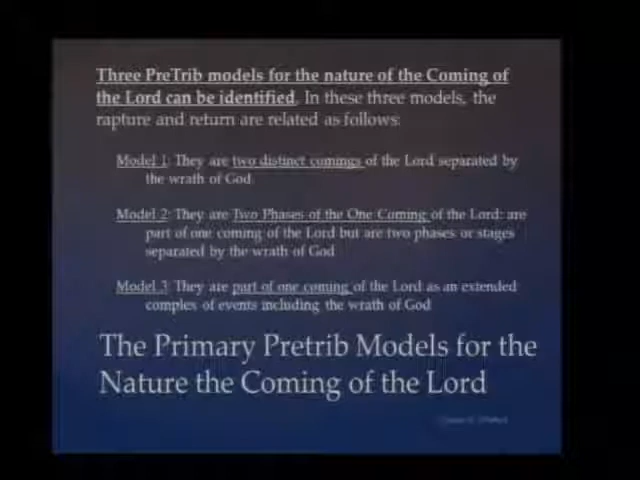 Three PreTrib models for the nature of the Coming of
the Lord can be identified. In these three models, the
rapture and return are related as follows:
Model 1: They are two distinct comings of the Lord separated by
the wrath of God
Model 2: They are Two Phases of the One Coming of the Lord: are
part of one coming of the Lord but are two phases or stages
separated by the wrath of God
Model 3: They are part of one coming of the Lord as an extended
comples of events including the wrath of God
The Primary Pretrib Models for the
Nature the Coming of the Lord